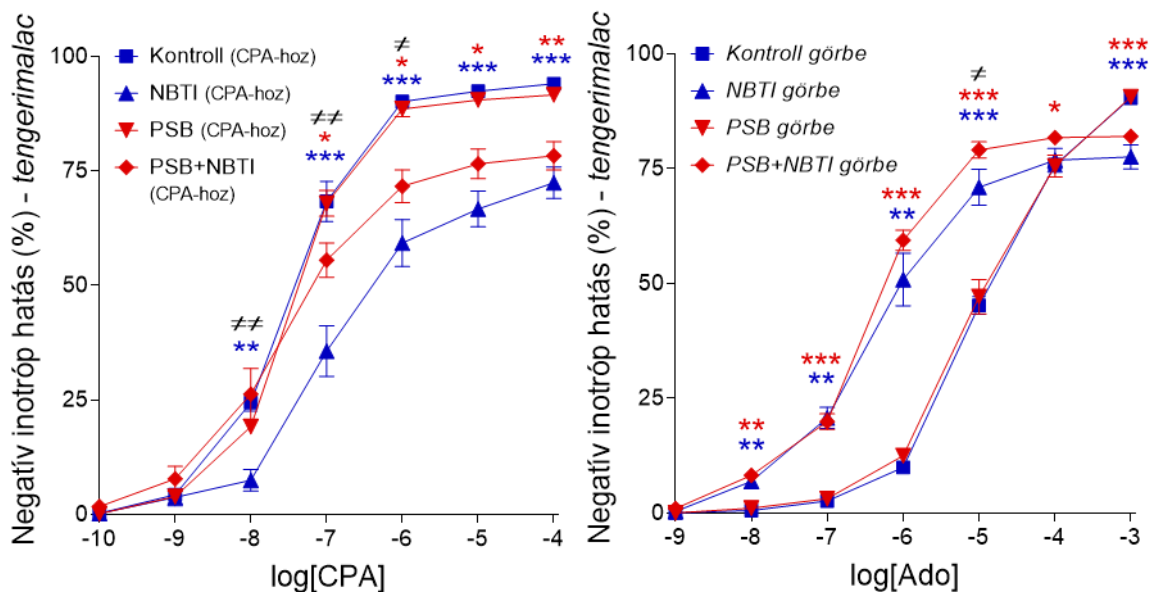 Negatív inotróp hatás (%) - tengerimalac
100
75
50
25
0
Kontroll (CPA-hoz)
NBTI (CPA-hoz)
PSB (CPA-hoz)
PSB+NBTI
(CPA-hoz)
≠≠
**
≠≠
*
***
≠
*
***
*
***
**
***
-10 -9 -8 -7 -6 -5 -4
log[CPA]
Negatív inotróp hatás (%) - tengerimalac
100
75
50
25
0
Kontroll görbe
NBTI görbe
PSB görbe
PSB+NBTI görbe
**
**
***
**
***
**
≠
***
***
*
***
***
-9 -8 -7 -6 -5 -4 -3
log[Ado]